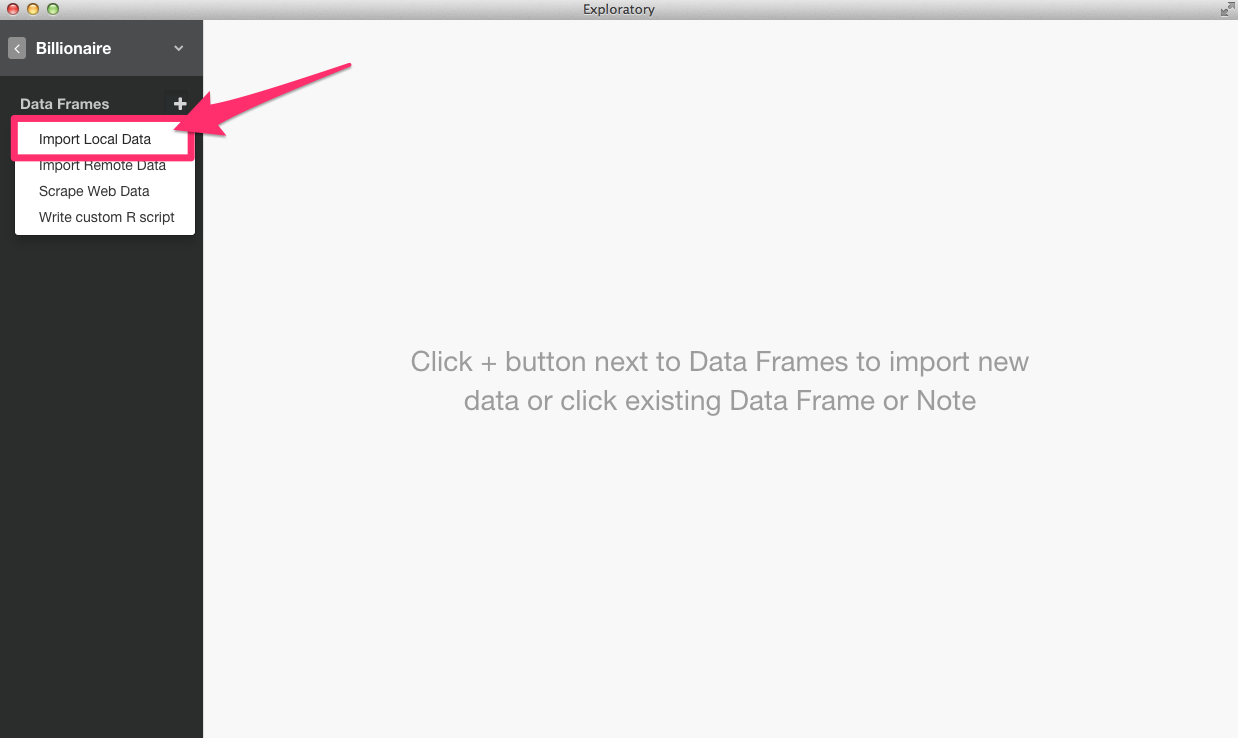 Exploratory
Billionaire
Data Frames
Import Local Data
Import Remote Data
Scrape Web Data
Write custom R script
Click + button next to Data Frames to import new
data or click existing Data Frame or Note